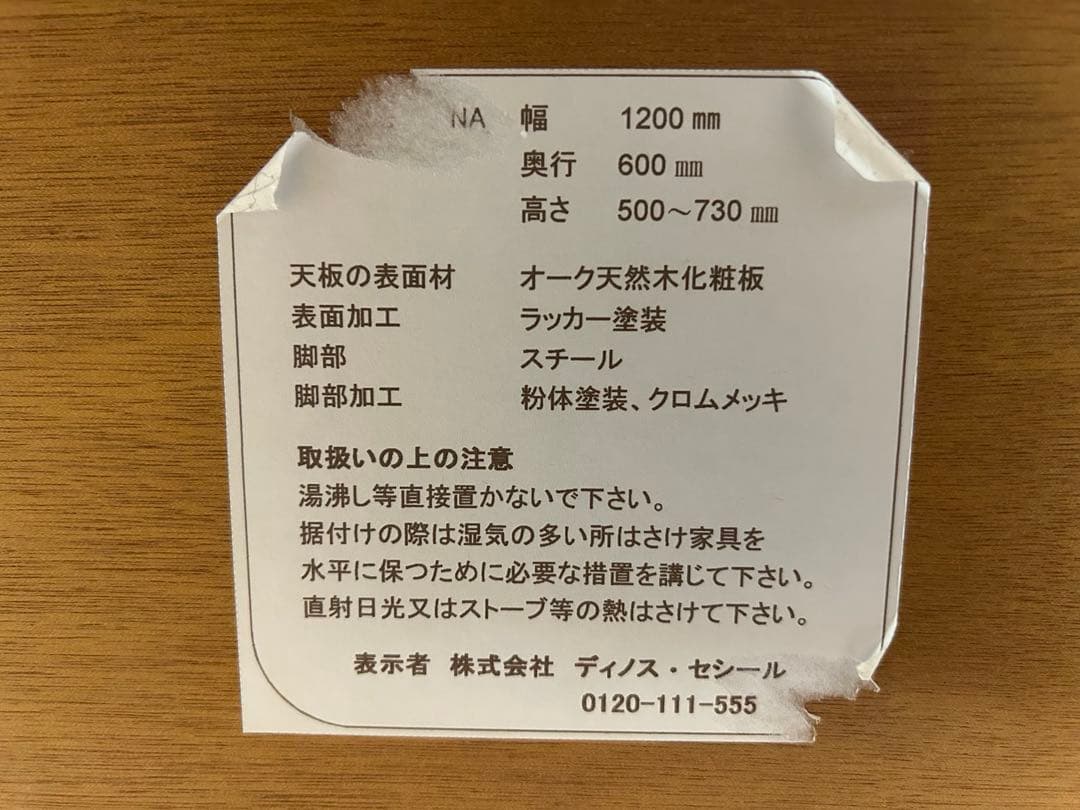 NA 幅 1200㎜
奥行 600㎜
高さ 500～730㎜
天板の表面材 オーク天然木化粧板
表面加工 ラッカー塗装
脚部 スチール
脚部加工 粉体塗装、クロムメッキ
取扱いの上の注意
湯沸し等直接置かないで下さい。
据付けの際は湿気の多い所はさけ家具を
水平に保つために必要な措置を講じて下さい。
直射日光又はストーブ等の熱はさけて下さい。
表示者 株式会社 ディノス・セシール
0120-111-555